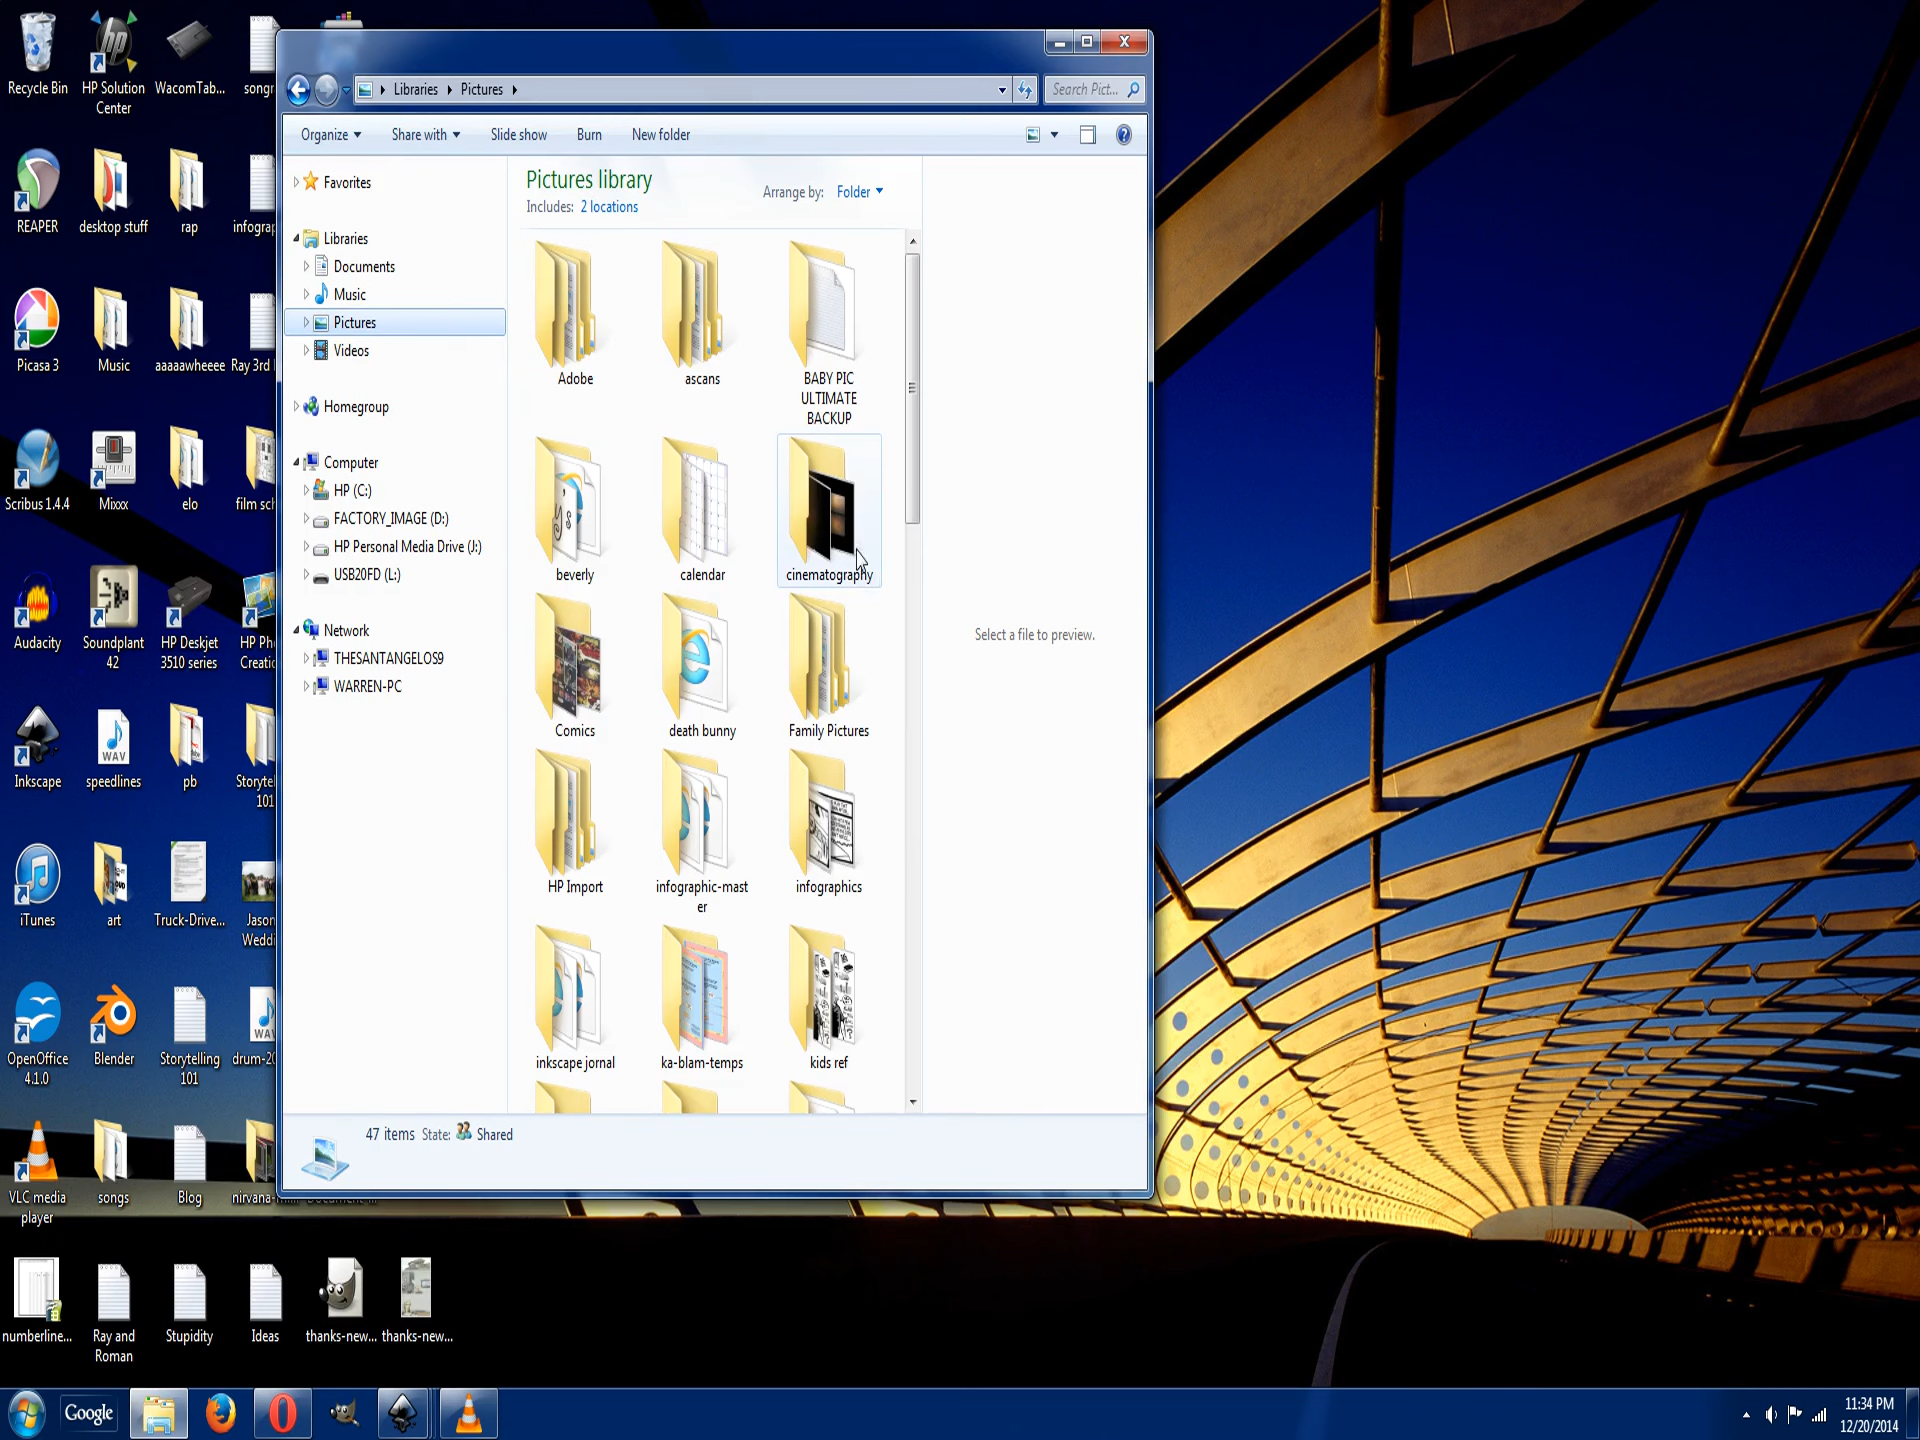 Recycle Bin
HP Solution
Center
WacomTab...
REAPER
desktop stuff
rap
Picasa 3
Music
aaaaawheeee
Ray 3rd
Scribus 1.4.4
Mixxx
elo
Audacity
Soundplant
42
HP Deskjet
3510 series
Inkscape
WAV
speedlines
pb
101
iTunes
art
Truck-Drive...
Jason
OpenOffice
4.1.0
Blender
Storytelling
101
VLC media
player
songs
Blog
numberline...
Ray and
Roman
Stupidity
Ideas
thanks-new...
thanks-new...
Libraries
Pictures
Search Pict...
Organize
Share with
Slide show
Burn
New folder
Favorites
Libraries
Documents
Music
Pictures
Videos
Homegroup
Computer
HP (C:)
FACTORY_IMAGE (D:)
HP Personal Media Drive (J:)
USB20FD (L:)
Network
THESANTANGELOS9
WARREN-PC
Pictures library
Includes: 2 locations
Arrange by: Folder
Adobe
ascans
BABY PIC
ULTIMATE
BACKUP
beverly
calendar
cinematography
Comics
death bunny
Family Pictures
HP Import
infographic-mast
er
infographics
inkscape jornal
ka-blam-temps
kids ref
Select a file to preview.
47 items State: Shared
Google
11:34 PM
12/20/2014